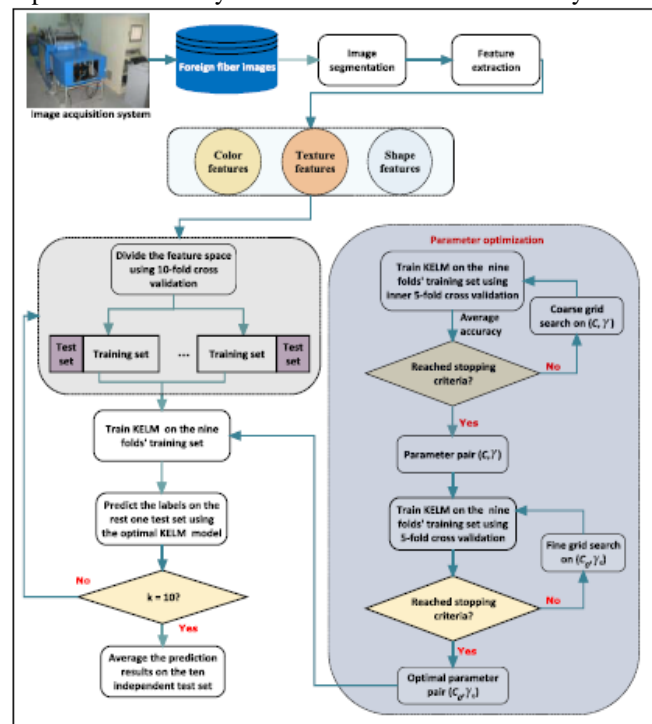 Foreign fiber images
Image
segmentation
Feature
extraction
Image acquisition system
Color
features
Texture
features
Shape
features
Divide the feature space
using 10-fold cross
validation
Test
set
Training set
...
Training set
Test
set
Train KELM on the nine
folds' training set
Predict the labels on the
rest one test set using
the optimal KELM model
No
k = 10?
Yes
Average the prediction
results on the ten
independent test set
Parameter optimization
Train KELM on the nine
folds' training set using
inner 5-fold cross validation
Coarse grid
search on (C, γ)
Average
accuracy
Reached stopping
criteria?
No
Yes
Parameter pair (C, γ)
Train KELM on the nine
folds' training set using
5-fold cross validation
Fine grid search
on
Reached stopping
criteria?
No
Yes
Optimal parameter
pair